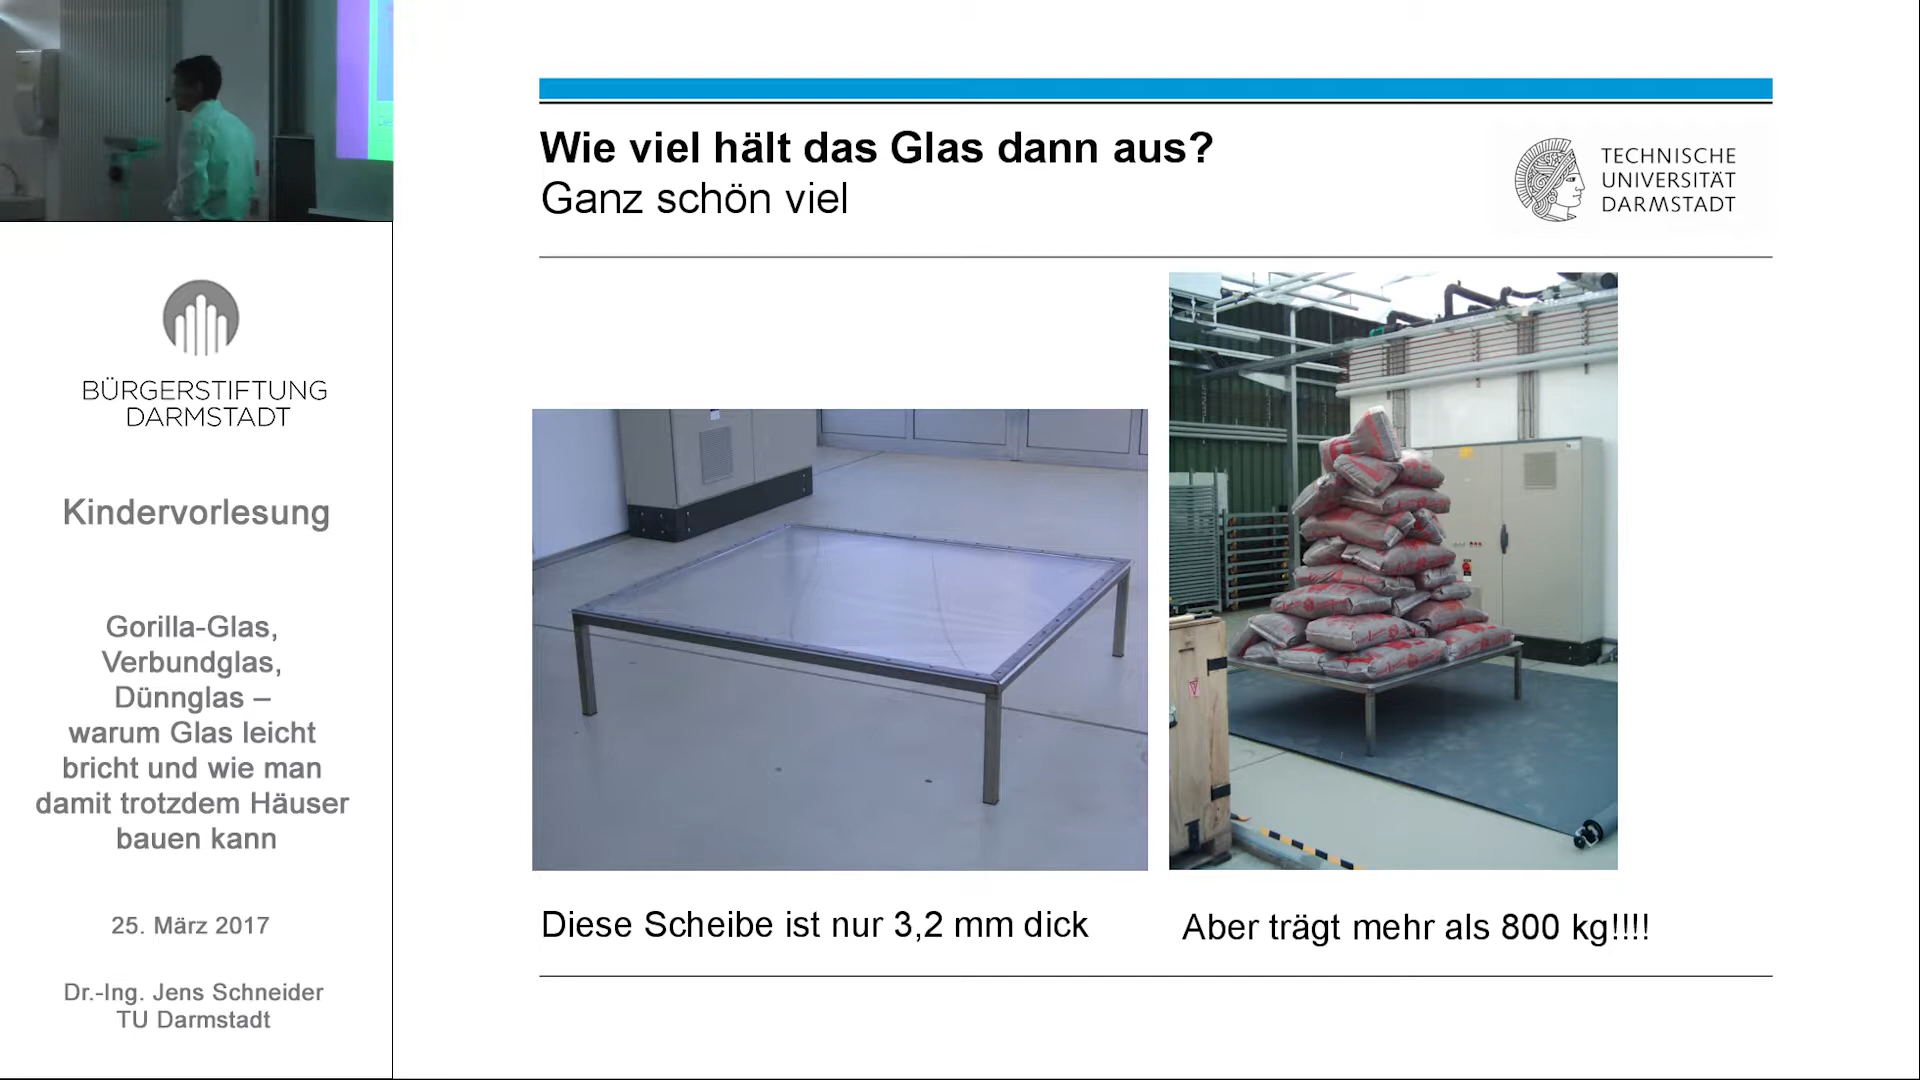 Wie viel hält das Glas dann aus?
Ganz schön viel
TECHNISCHE
UNIVERSITÄT
DARMSTADT
BÜRGERSTIFTUNG
DARMSTADT
Kindervorlesung
Gorilla-Glas,
Verbundglas,
Dünnglas –
warum Glas leicht
bricht und wie man
damit trotzdem Häuser
bauen kann
25. März 2017
Dr.-Ing. Jens Schneider
TU Darmstadt
Diese Scheibe ist nur 3,2 mm dick
Aber trägt mehr als 800 kg!!!!